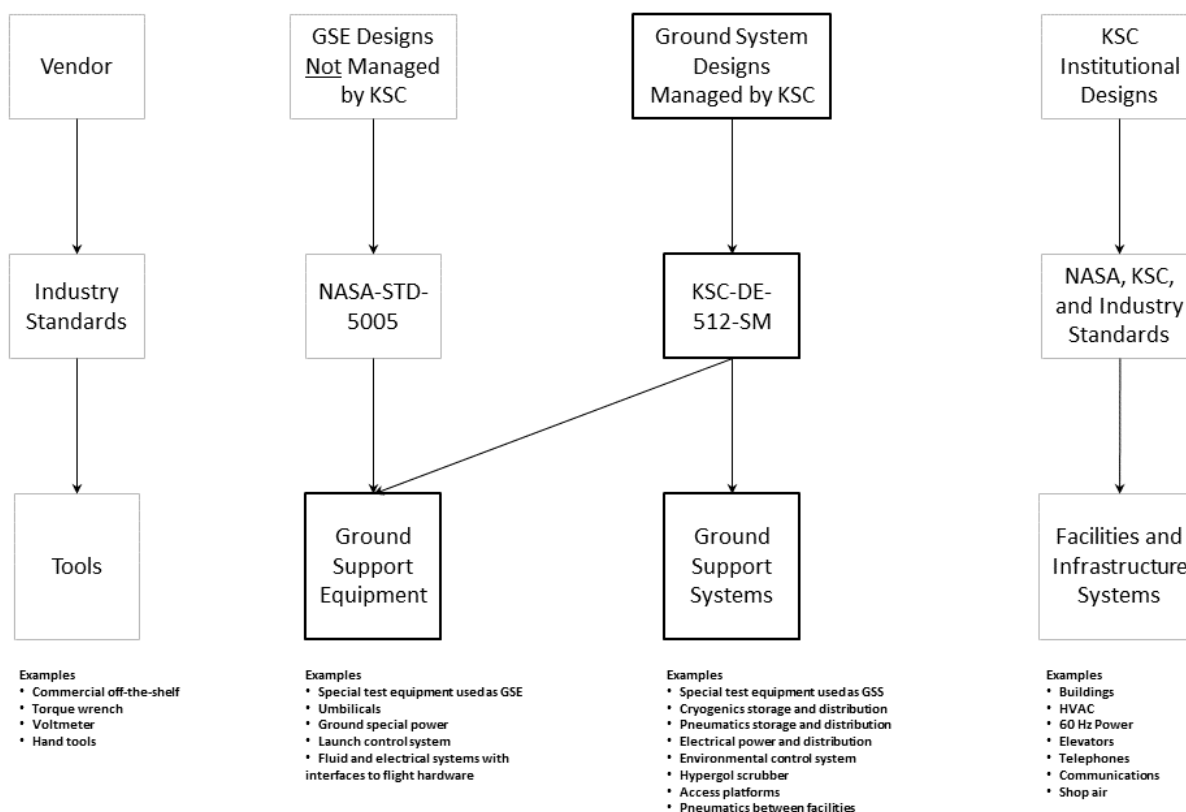 Vendor
GSE Designs
Not Managed
by KSC
Ground System
Designs
Managed by KSC
KSC
Institutional
Designs
Industry
Standards
NASA-STD-
5005
KSC-DE-
512-SM
NASA, KSC,
and Industry
Standards
Tools
Ground
Support
Equipment
Ground
Support
Systems
Facilities and
Infrastructure
Systems
Examples
• Commercial off-the-shelf
• Torque wrench
• Voltmeter
• Hand tools
Examples
• Special test equipment used as GSE
• Umbilicals
• Ground special power
• Launch control system
• Fluid and electrical systems with
interfaces to flight hardware
Examples
• Special test equipment used as GSS
• Cryogenics storage and distribution
• Pneumatics storage and distribution
• Electrical power and distribution
• Environmental control system
• Hypergol scrubber
• Access platforms
• Pneumatics between facilities
Examples
• Buildings
• HVAC
• 60 Hz Power
• Elevators
• Telephones
• Communications
• Shop air